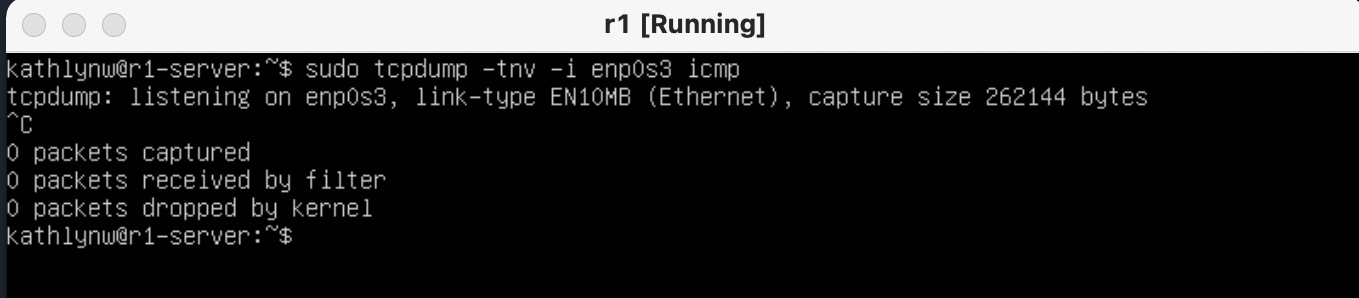 r1 [Running]
kathlynw@r1-server:~$ sudo tcpdump -tnv -i enp0s3 icmp
tcpdump: listening on enp0s3, link-type EN10MB (Ethernet), capture size 262144 bytes
^C
0 packets captured
0 packets received by filter
0 packets dropped by kernel
kathlynw@r1-server:~$